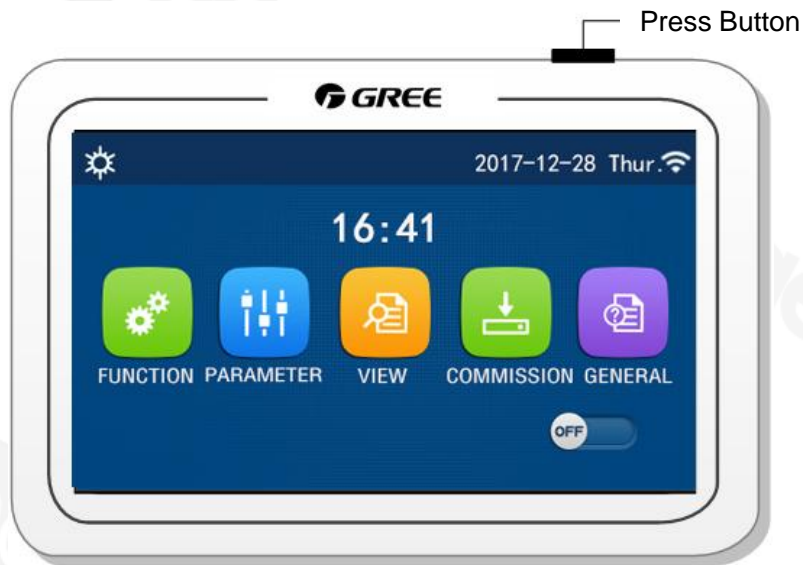 Press Button
GREE
2017-12-28 Thur.
16:41
FUNCTION PARAMETER VIEW COMMISSION GENERAL
OFF